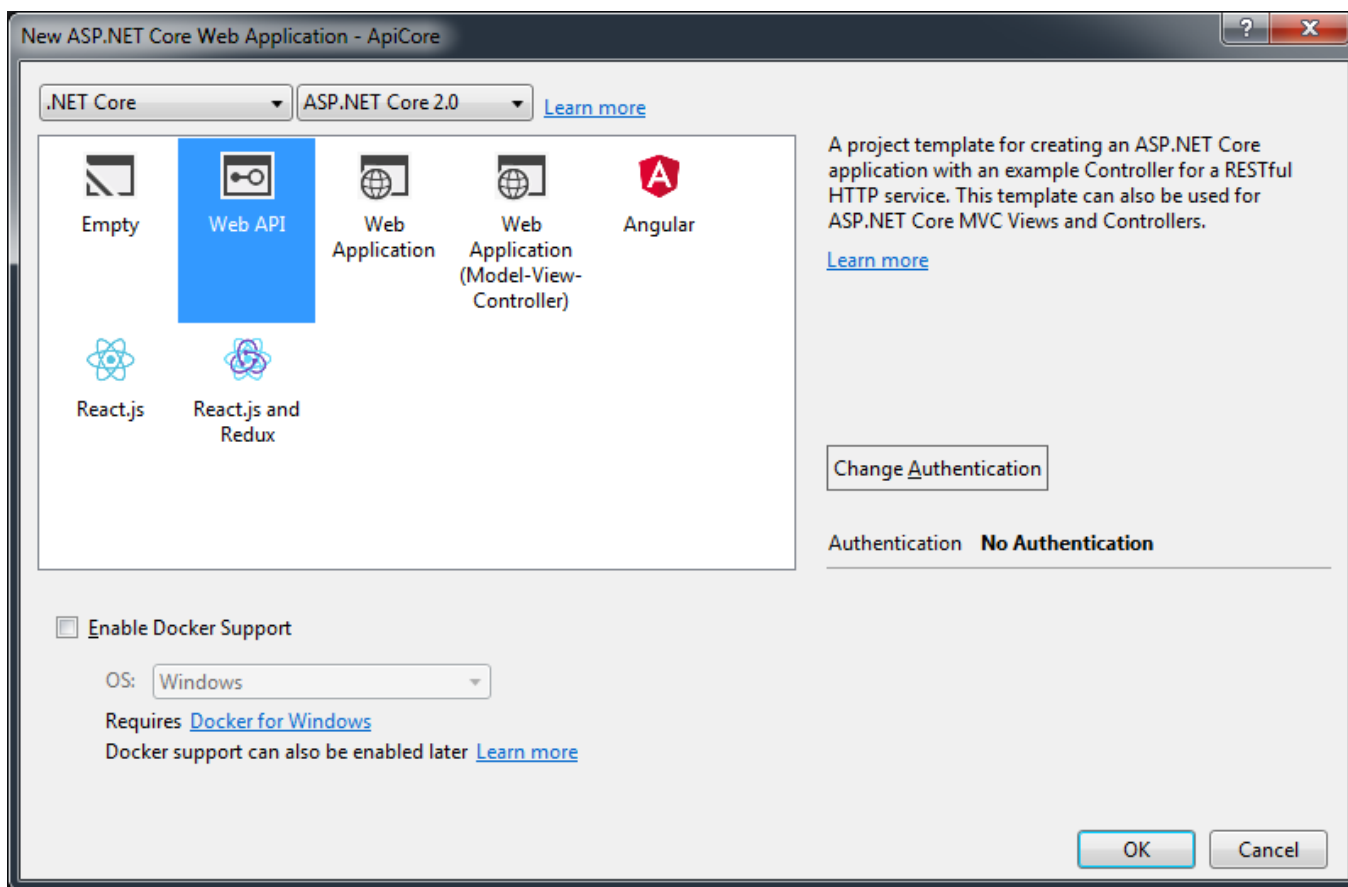 New ASP.NET Core Web Application - ApiCore
.NET Core
ASP.NET Core 2.0
Learn more
Empty
Web API
Web
Application
Web
Application
(Model-View-
Controller)
Angular
React.js
React.js and
Redux
A project template for creating an ASP.NET Core
application with an example Controller for a RESTful
HTTP service. This template can also be used for
ASP.NET Core MVC Views and Controllers.
Learn more
Change Authentication
Authentication No Authentication
Enable Docker Support
OS: Windows
Requires Docker for Windows
Docker support can also be enabled later Learn more
OK
Cancel